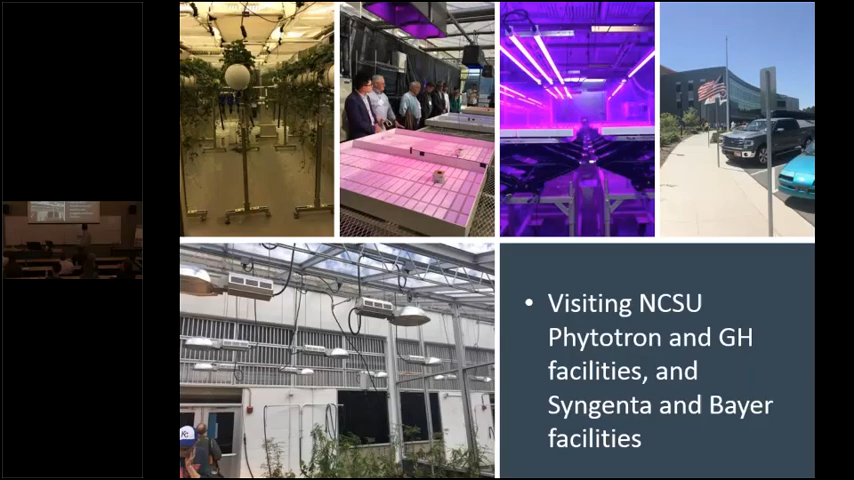 • Visiting NCSU
Phytotron and GH
facilities, and
Syngenta and Bayer
facilities